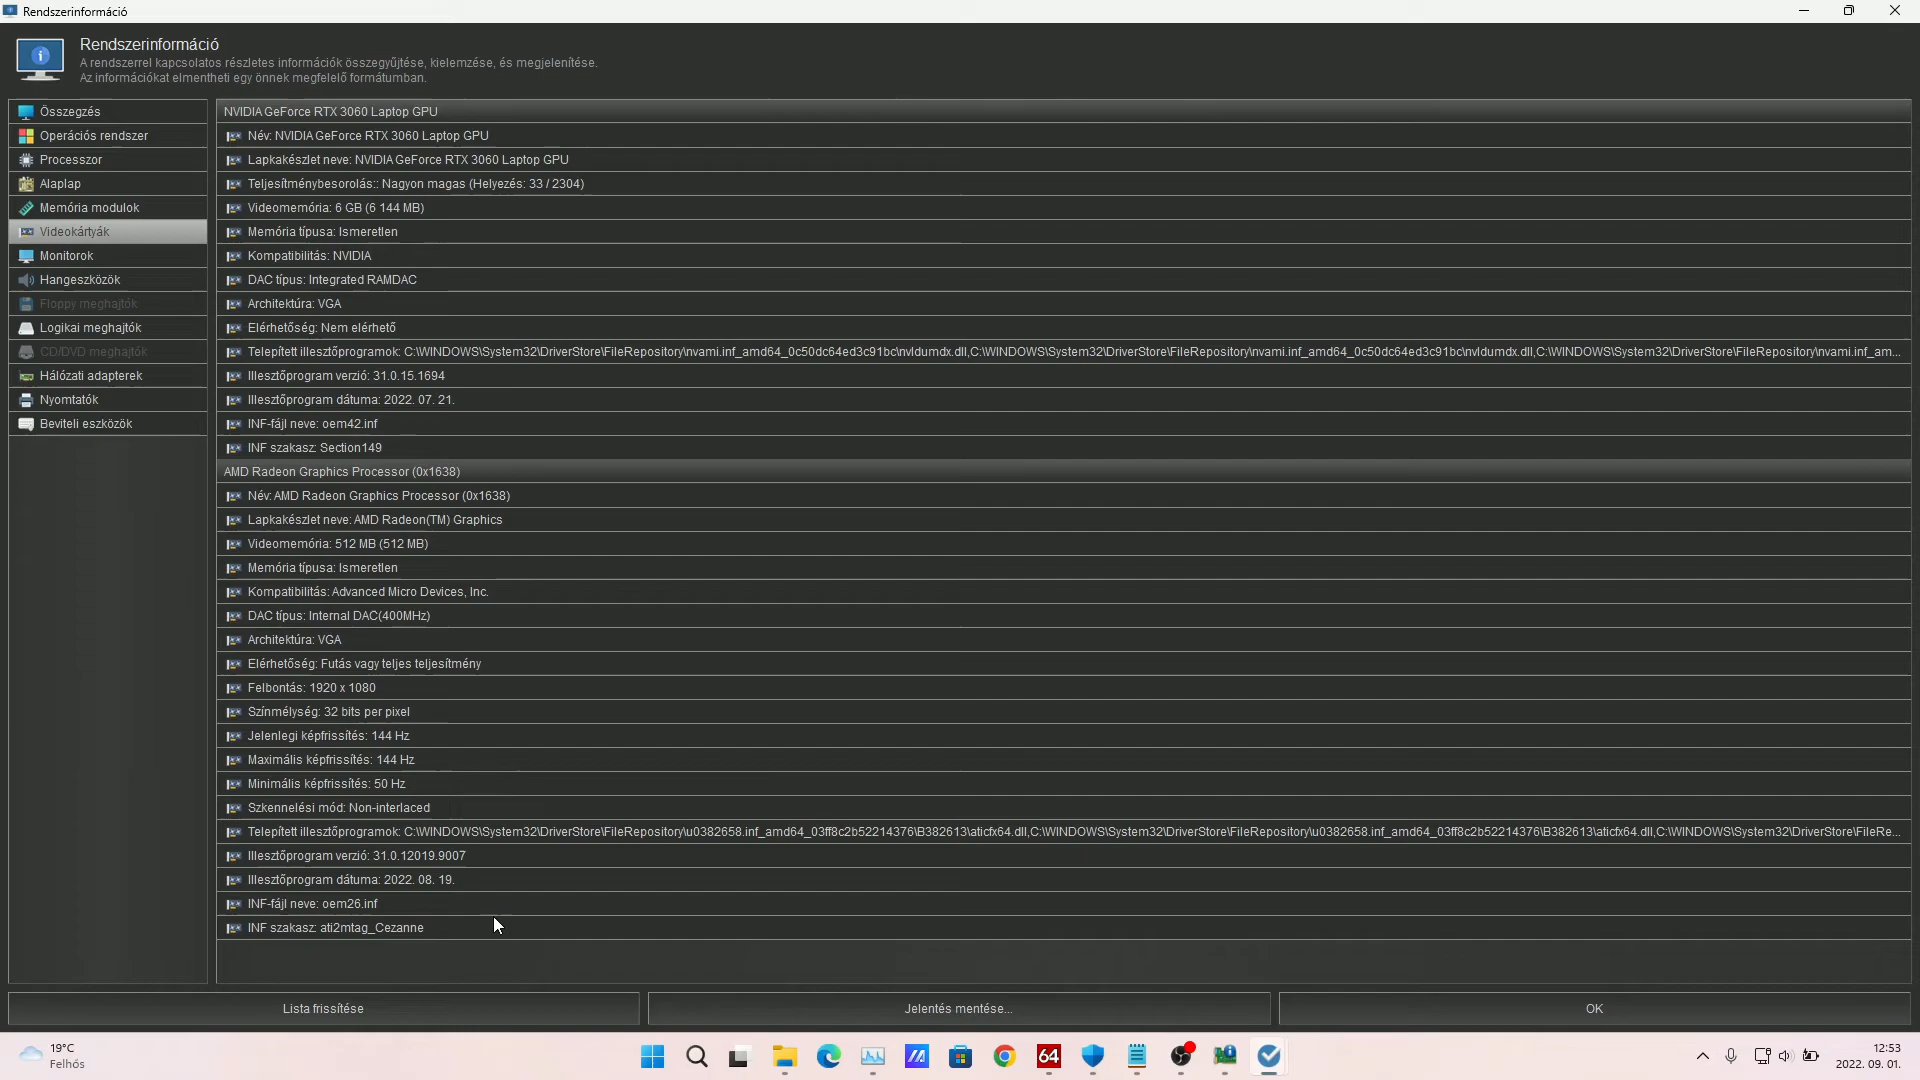 Rendszerinformáció
Rendszerinformáció
A rendszerrel kapcsolatos részletes információk összegyűjtése, kielemzése, és megjelenítése.
Az információkat elmentheti egy önnek megfelelő formátumban.
Összegzés
Operációs rendszer
Processzor
Alaplap
Memória modulok
Videokártyák
Monitorok
Hangeszközök
Floppy meghajtók
Logikai meghajtók
CD/DVD meghajtók
Hálózati adapterek
Nyomtatók
Beviteli eszközök
NVIDIA GeForce RTX 3060 Laptop GPU
Név: NVIDIA GeForce RTX 3060 Laptop GPU
Lapkakészlet neve: NVIDIA GeForce RTX 3060 Laptop GPU
Teljesítménybesorolás:: Nagyon magas (Helyezés: 33 / 2304)
Videomemória: 6 GB (6 144 MB)
Memória típusa: Ismeretlen
Kompatibilitás: NVIDIA
DAC típus: Integrated RAMDAC
Architektúra: VGA
Elérhetőség: Nem elérhető
Telepített illesztőprogramok: C:\WINDOWS\System32\DriverStore\FileRepository\nvami.inf_amd64_0c50dc64ed3c91bc\nvldumdx.dll,C:\WINDOWS\System32\DriverStore\FileRepository\nvami.inf_amd64_0c50dc64ed3c91bc\nvldumdx.dll,C:\WINDOWS\System32\DriverStore\FileRepository\nvami.inf_am...
Illesztőprogram verzió: 31.0.15.1694
Illesztőprogram dátuma: 2022. 07. 21.
INF-fájl neve: oem42.inf
INF szakasz: Section149
AMD Radeon Graphics Processor (0x1638)
Név: AMD Radeon Graphics Processor (0x1638)
Lapkakészlet neve: AMD Radeon(TM) Graphics
Videomemória: 512 MB (512 MB)
Memória típusa: Ismeretlen
Kompatibilitás: Advanced Micro Devices, Inc.
DAC típus: Internal DAC(400MHz)
Architektúra: VGA
Elérhetőség: Futás vagy teljes teljesítmény
Felbontás: 1920 x 1080
Színmélység: 32 bits per pixel
Jelenlegi képfrissítés: 144 Hz
Maximális képfrissítés: 144 Hz
Minimális képfrissítés: 50 Hz
Szkennelési mód: Non-interlaced
Telepített illesztőprogramok: C:\WINDOWS\System32\DriverStore\FileRepository\u0382658.inf_amd64_03ff8c2b52214376\B382613\aticfx64.dll,C:\WINDOWS\System32\DriverStore\FileRepository\u0382658.inf_amd64_03ff8c2b52214376\B382613\aticfx64.dll,C:\WINDOWS\System32\DriverStore\FileRe...
Illesztőprogram verzió: 31.0.12019.9007
Illesztőprogram dátuma: 2022. 08. 19.
INF-fájl neve: oem26.inf
INF szakasz: ati2mtag_Cezanne
Lista frissítése
Jelentés mentése...
OK
19°C
Felhős
64
12:53
2022. 09. 01.